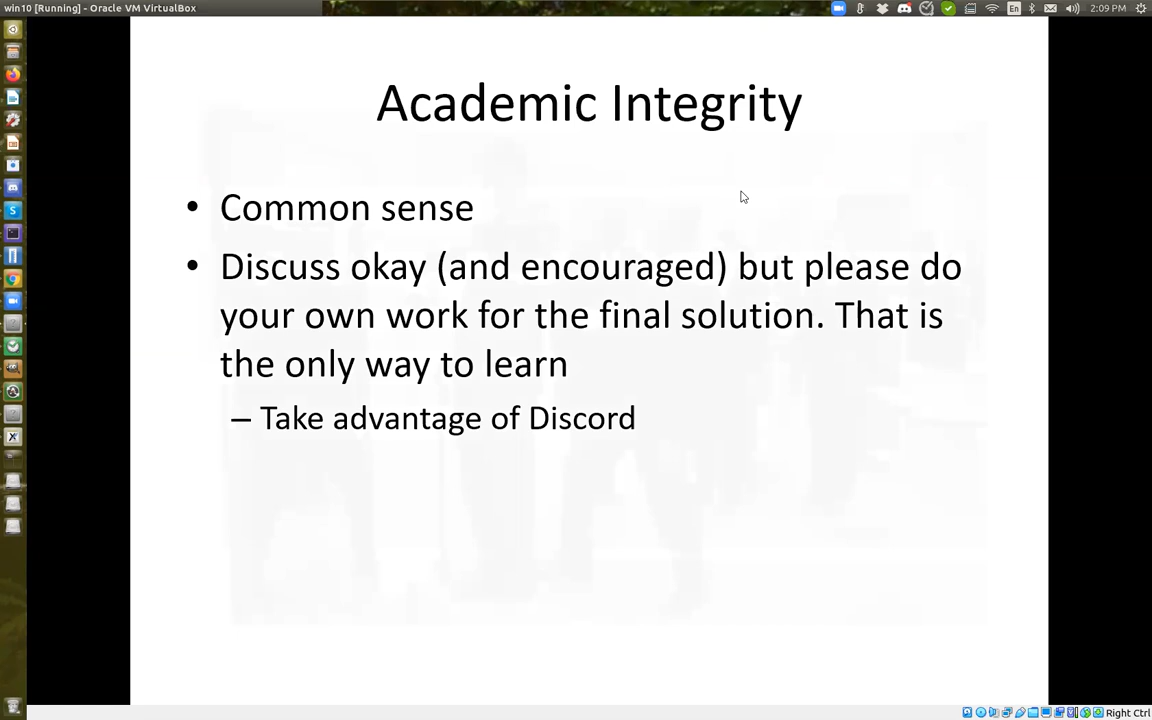 win10 [Running] - Oracle VM VirtualBox
En
2:09 PM
Academic Integrity
• Common sense
• Discuss okay (and encouraged) but please do
your own work for the final solution. That is
the only way to learn
– Take advantage of Discord
Right Ctrl